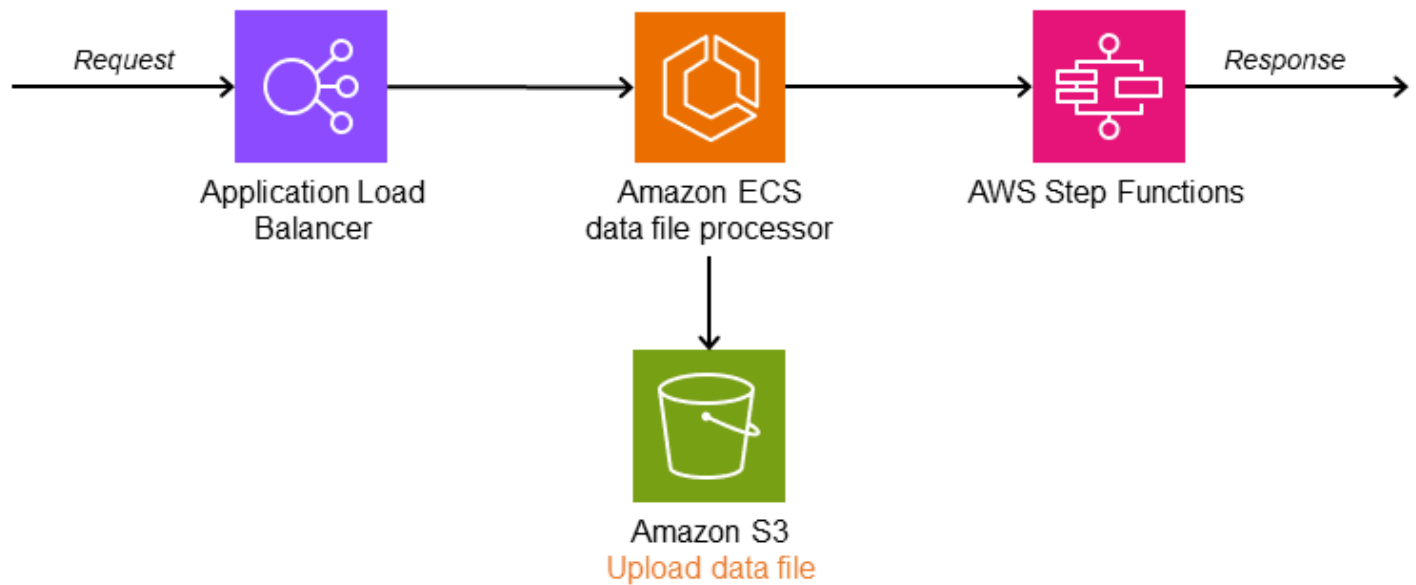 Request
Response
Application Load
Balancer
Amazon ECS
data file processor
AWS Step Functions
Amazon S3
Upload data file